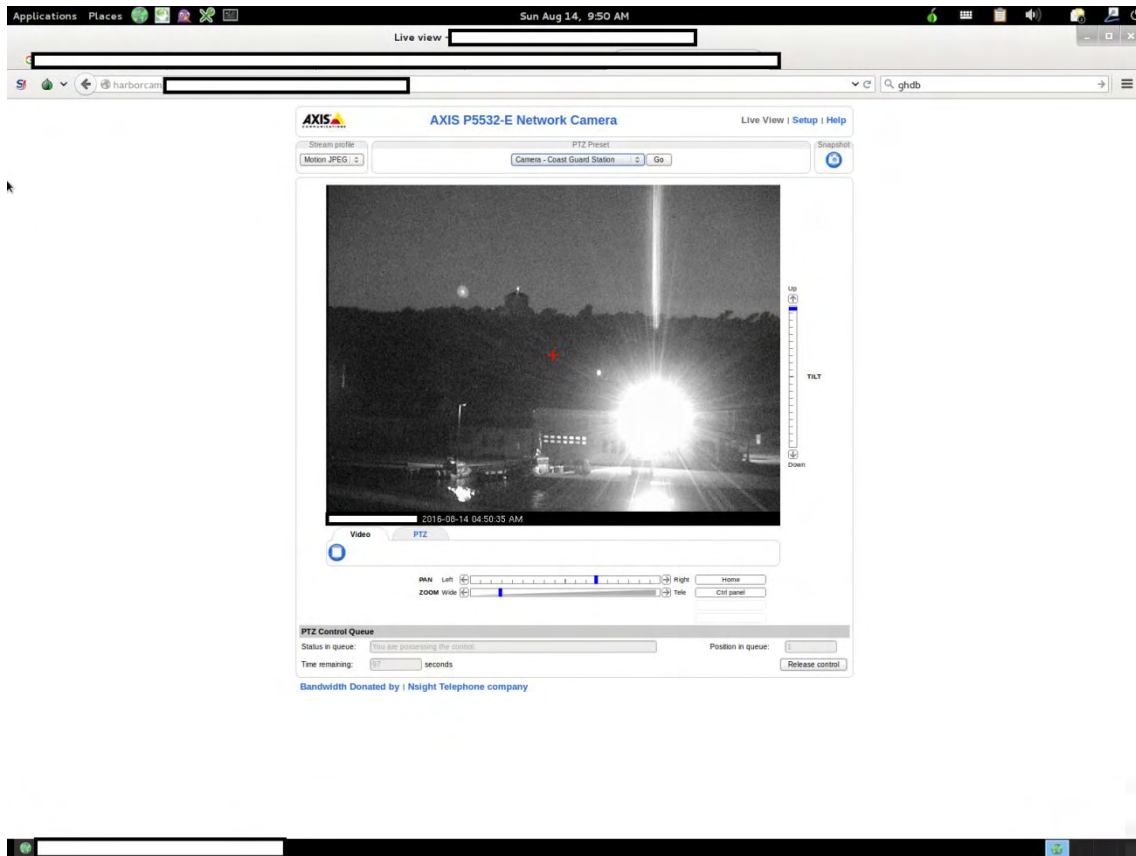 Applications Places Sun Aug 14, 9:50 AM
Live view -
harborcam ghdb
AXIS COMMUNICATIONS AXIS P5532-E Network Camera Live View | Setup | Help
Stream profile PTZ Preset Snapshot
Motion JPEG Camera - Coast Guard Station Go
Up
TILT
Down
2016-08-14 04:50:35 AM
Video PTZ
PAN Left Right Home
ZOOM Wide Tele Ctrl panel
PTZ Control Queue
Status in queue: You are possessing the control Position in queue: 1
Time remaining: 97 seconds Release control
Bandwidth Donated by | Nsight Telephone company